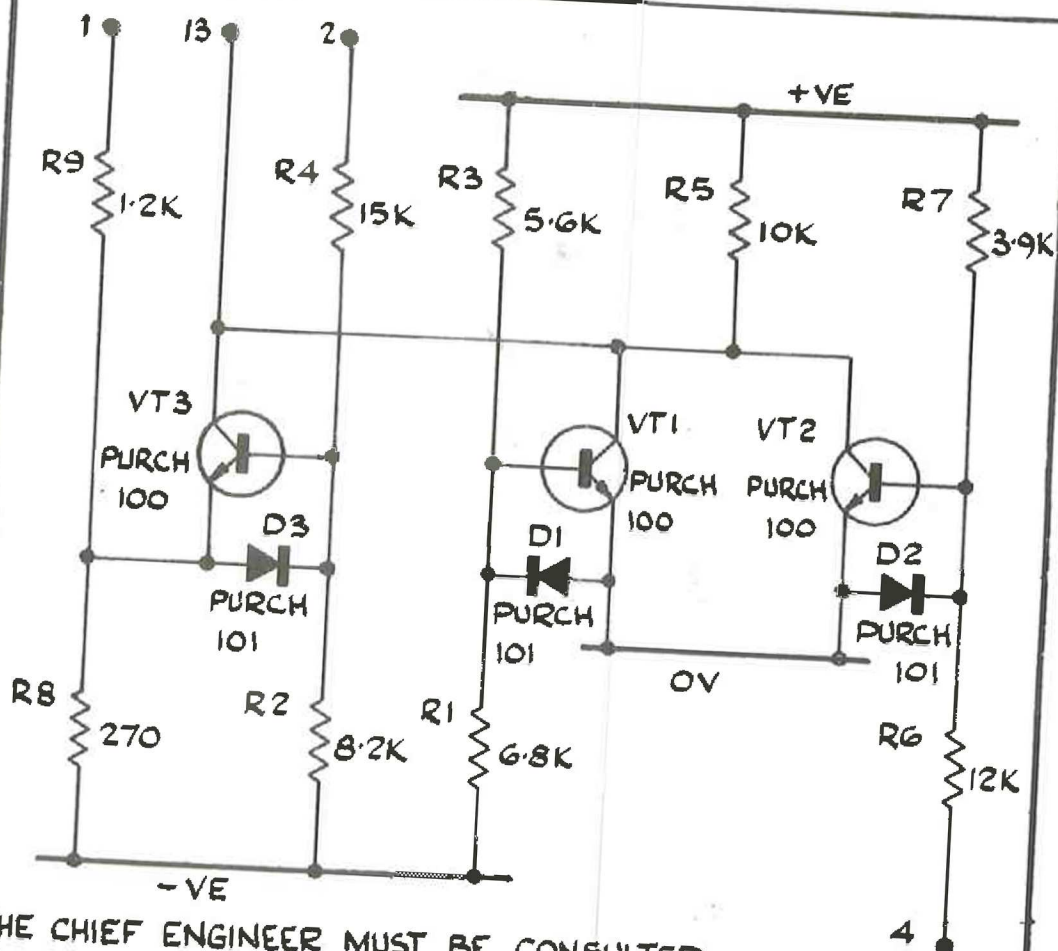 1
13
2
+VE
R9
1·2K
R4
15K
R3
5·6K
R5
10K
R7
3·9K
VT3
PURCH
100
VT1
PURCH
100
VT2
PURCH
100
D3
PURCH
101
D1
PURCH
101
D2
PURCH
101
0V
R8
270
R2
8·2K
R1
6·8K
R6
12K
-VE
4
CHIEF ENGINEER MUST BE CONSULTED